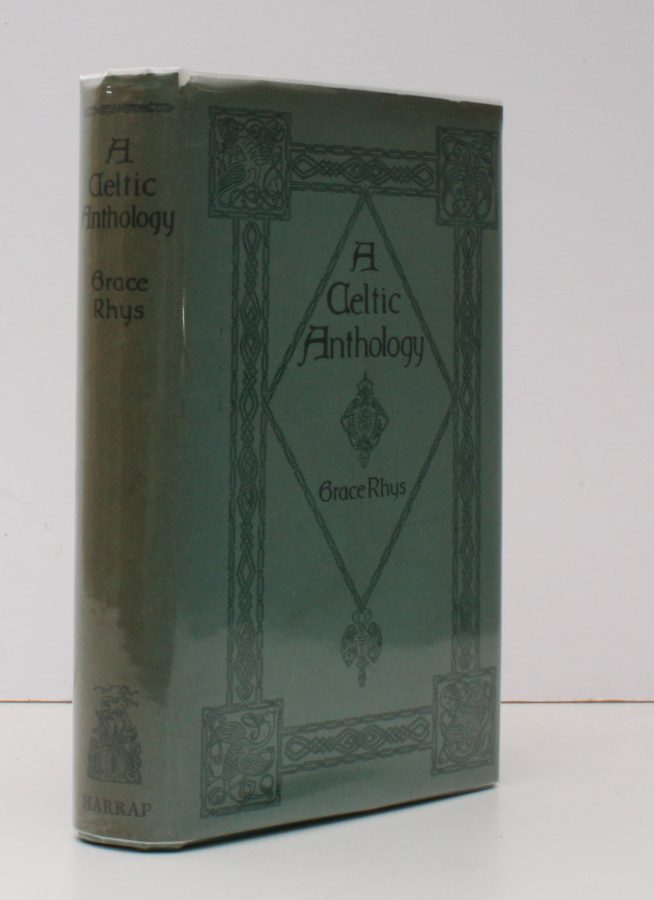 A
Celtic
Anthology
Grace
Rhys
HARRAP
A
Celtic
Anthology
Grace Rhys